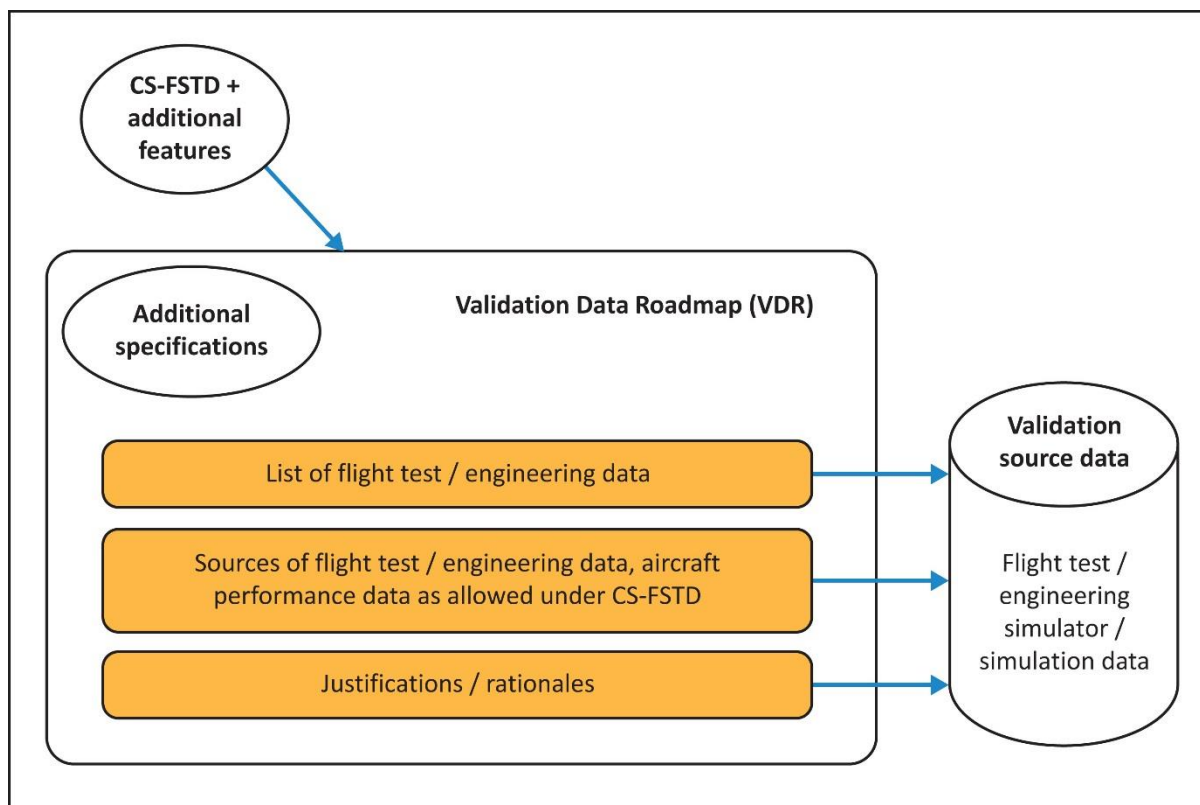 CS-FSTD +
additional
features
Additional
specifications
Validation Data Roadmap (VDR)
List of flight test / engineering data
Sources of flight test / engineering data, aircraft
performance data as allowed under CS-FSTD
Justifications / rationales
Validation
source data
Flight test /
engineering
simulator /
simulation data